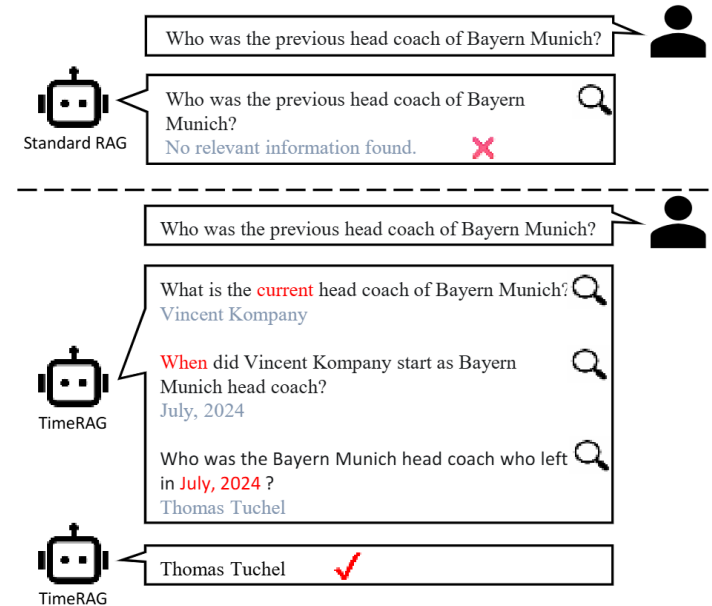 Who was the previous head coach of Bayern Munich?
Who was the previous head coach of Bayern
Munich?
No relevant information found.
Standard RAG
Who was the previous head coach of Bayern Munich?
What is the current head coach of Bayern Munich?
Vincent Kompany
When did Vincent Kompany start as Bayern
Munich head coach?
July, 2024
TimeRAG
Who was the Bayern Munich head coach who left
in July, 2024 ?
Thomas Tuchel
Thomas Tuchel
TimeRAG